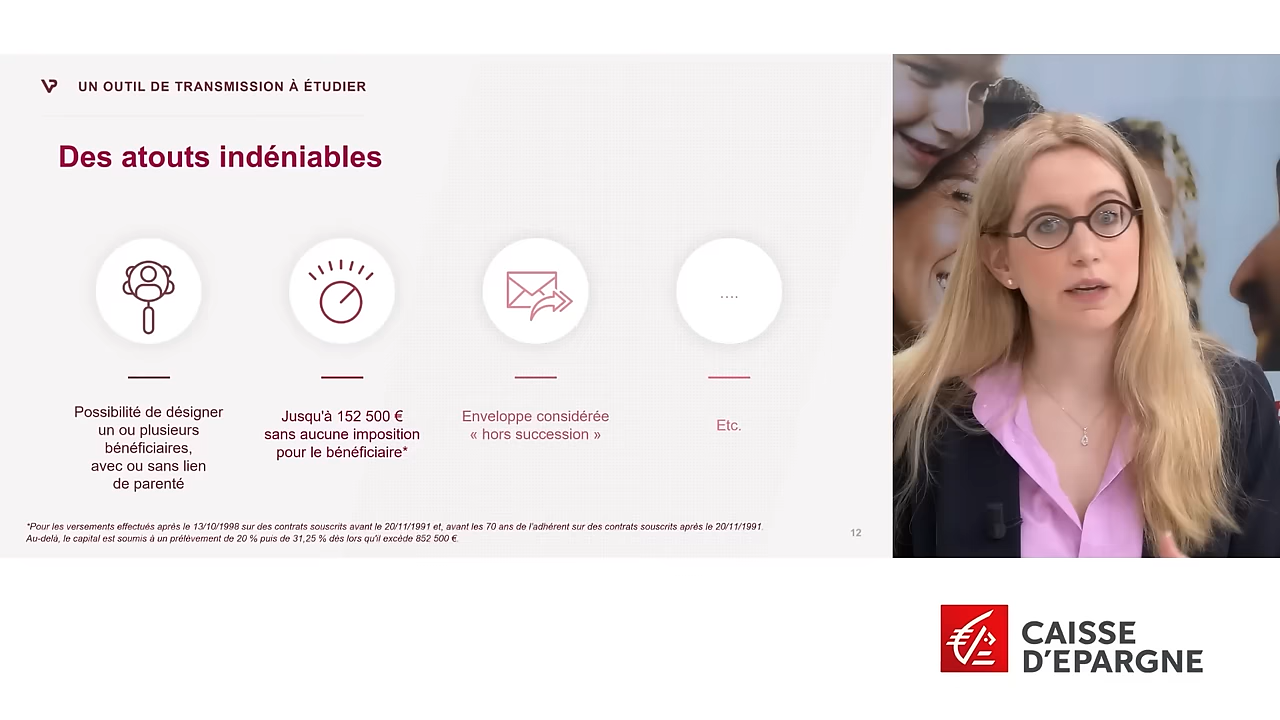 UN OUTIL DE TRANSMISSION À ÉTUDIER
Des atouts indéniables
Possibilité de désigner
un ou plusieurs
bénéficiaires,
avec ou sans lien
de parenté
Jusqu'à 152 500 €
sans aucune imposition
pour le bénéficiaire*
Enveloppe considérée
« hors succession »
....
Etc.
*Pour les versements effectués après le 13/10/1998 sur des contrats souscrits avant le 20/11/1991 et, avant les 70 ans de l'adhérent sur des contrats souscrits après le 20/11/1991.
Au-delà, le capital est soumis à un prélèvement de 20 % puis de 31,25 % dès lors qu'il excède 852 500 €.
12
CAISSE
D'EPARGNE